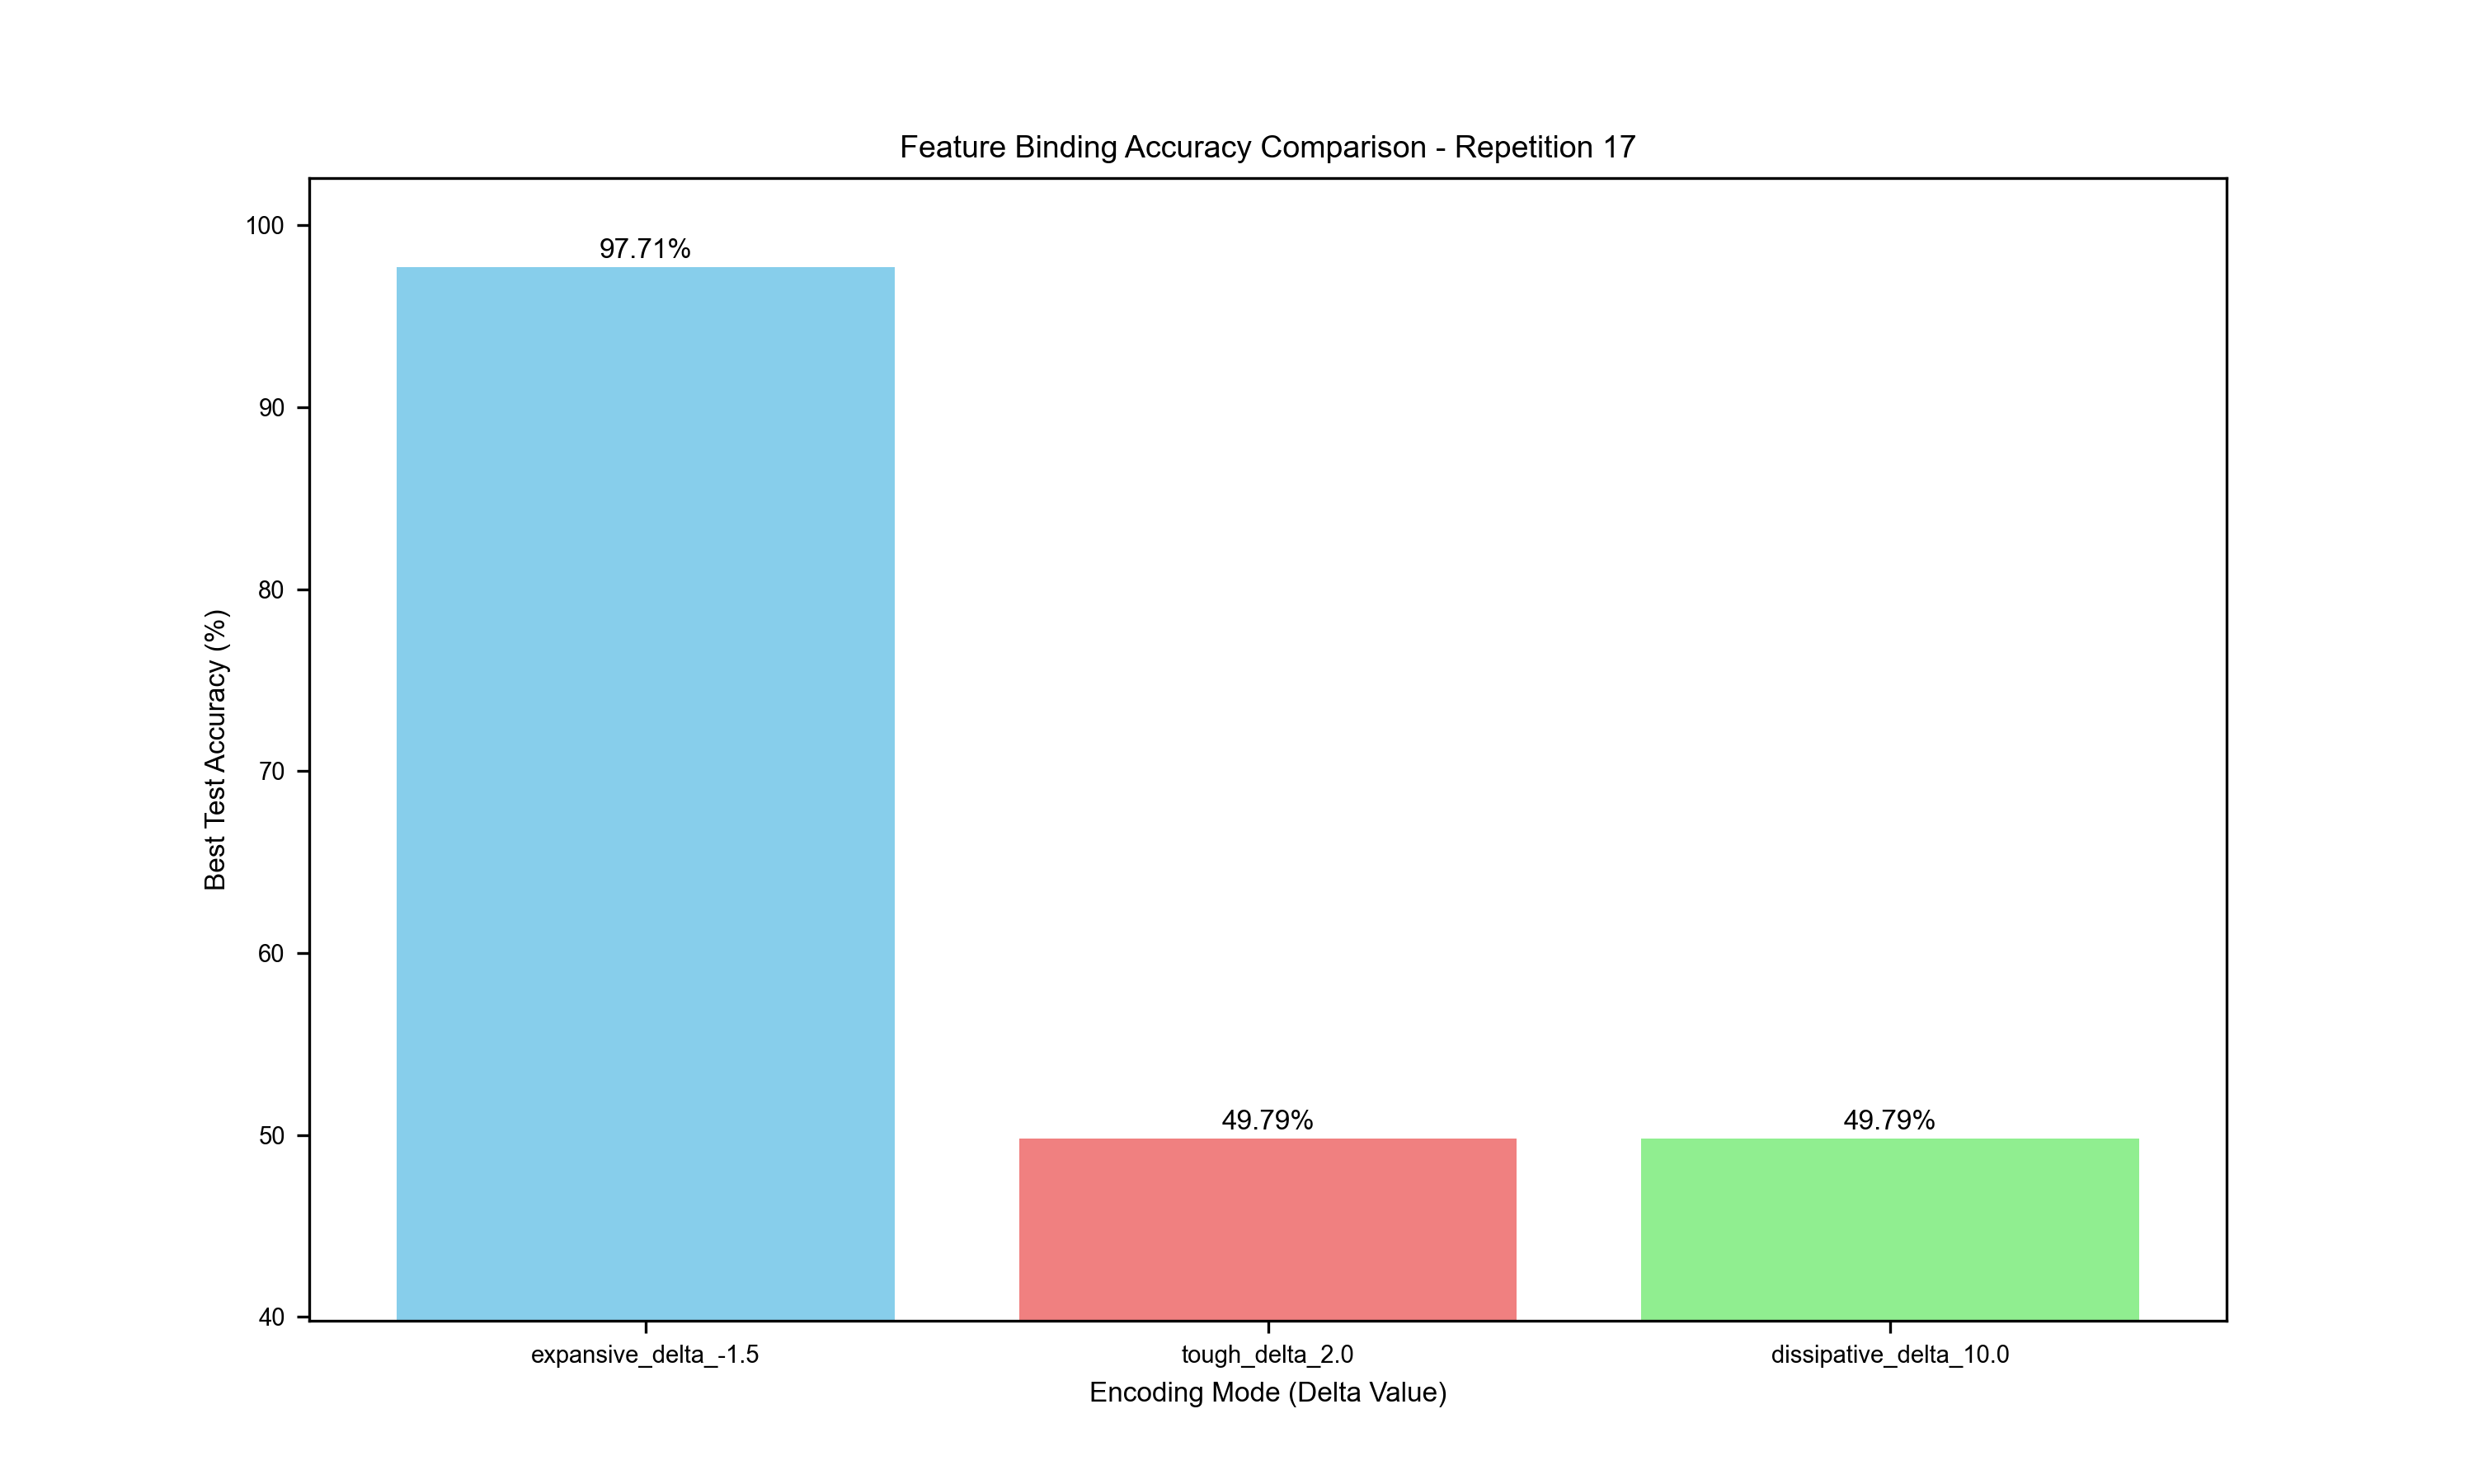 Feature Binding Accuracy Comparison - Repetition 17
100
90
80
70
60
50
40
Best Test Accuracy (%)
97.71%
49.79%
49.79%
expansive_delta_-1.5
tough_delta_2.0
dissipative_delta_10.0
Encoding Mode (Delta Value)